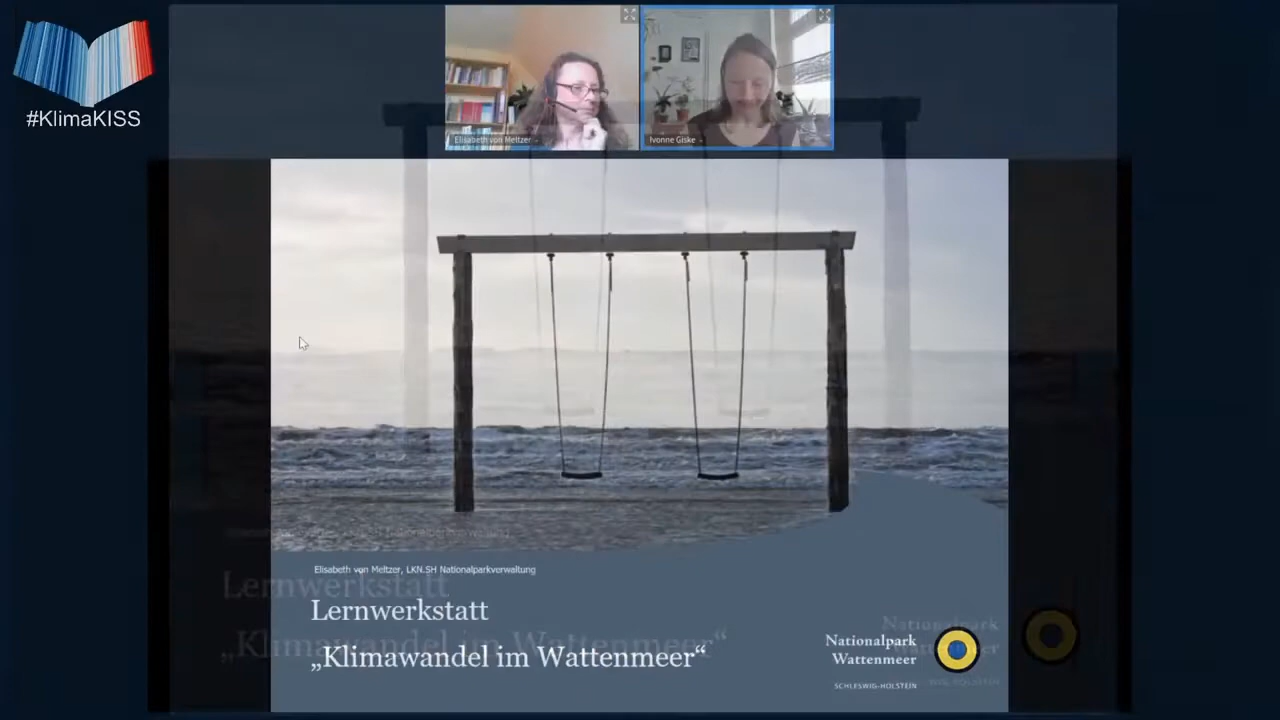 #KlimaKISS
Elisabeth von Meltzer
Ivonne Giske
Elisabeth von Meltzer, LKN.SH Nationalparkverwaltung
Lernwerkstatt
„Klimawandel im Wattenmeer“
Nationalpark
Wattenmeer
SCHLESWIG-HOLSTEIN